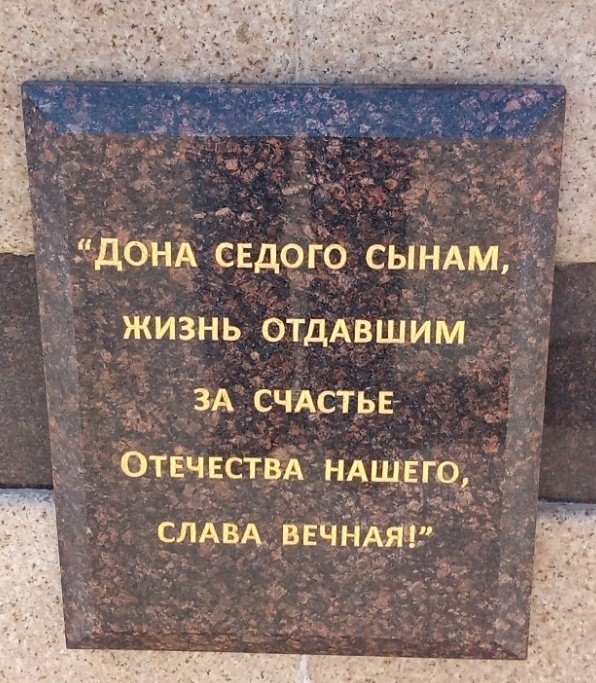 “Дона седого сынам,
жизнь отдавшим
за счастье
Отечества нашего,
слава вечная!”